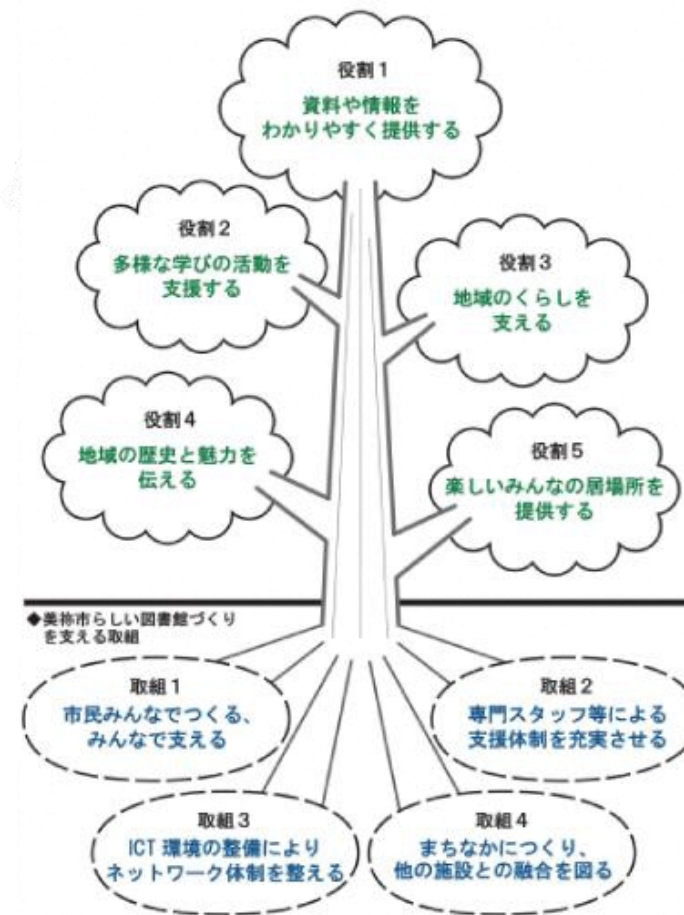 役割1
資料や情報を
わかりやすく提供する
役割2
多様な学びの活動を
支援する
役割3
地域のくらしを
支える
役割4
地域の歴史と魅力を
伝える
役割5
楽しいみんなの居場所を
提供する
◆美祢市らしい図書館づくり
を支える取組
取組1
市民みんなでつくる、
みんなで支える
取組2
専門スタッフ等による
支援体制を充実させる
取組3
ICT 環境の整備により
ネットワーク体制を整える
取組4
まちなかにつくり、
他の施設との融合を図る